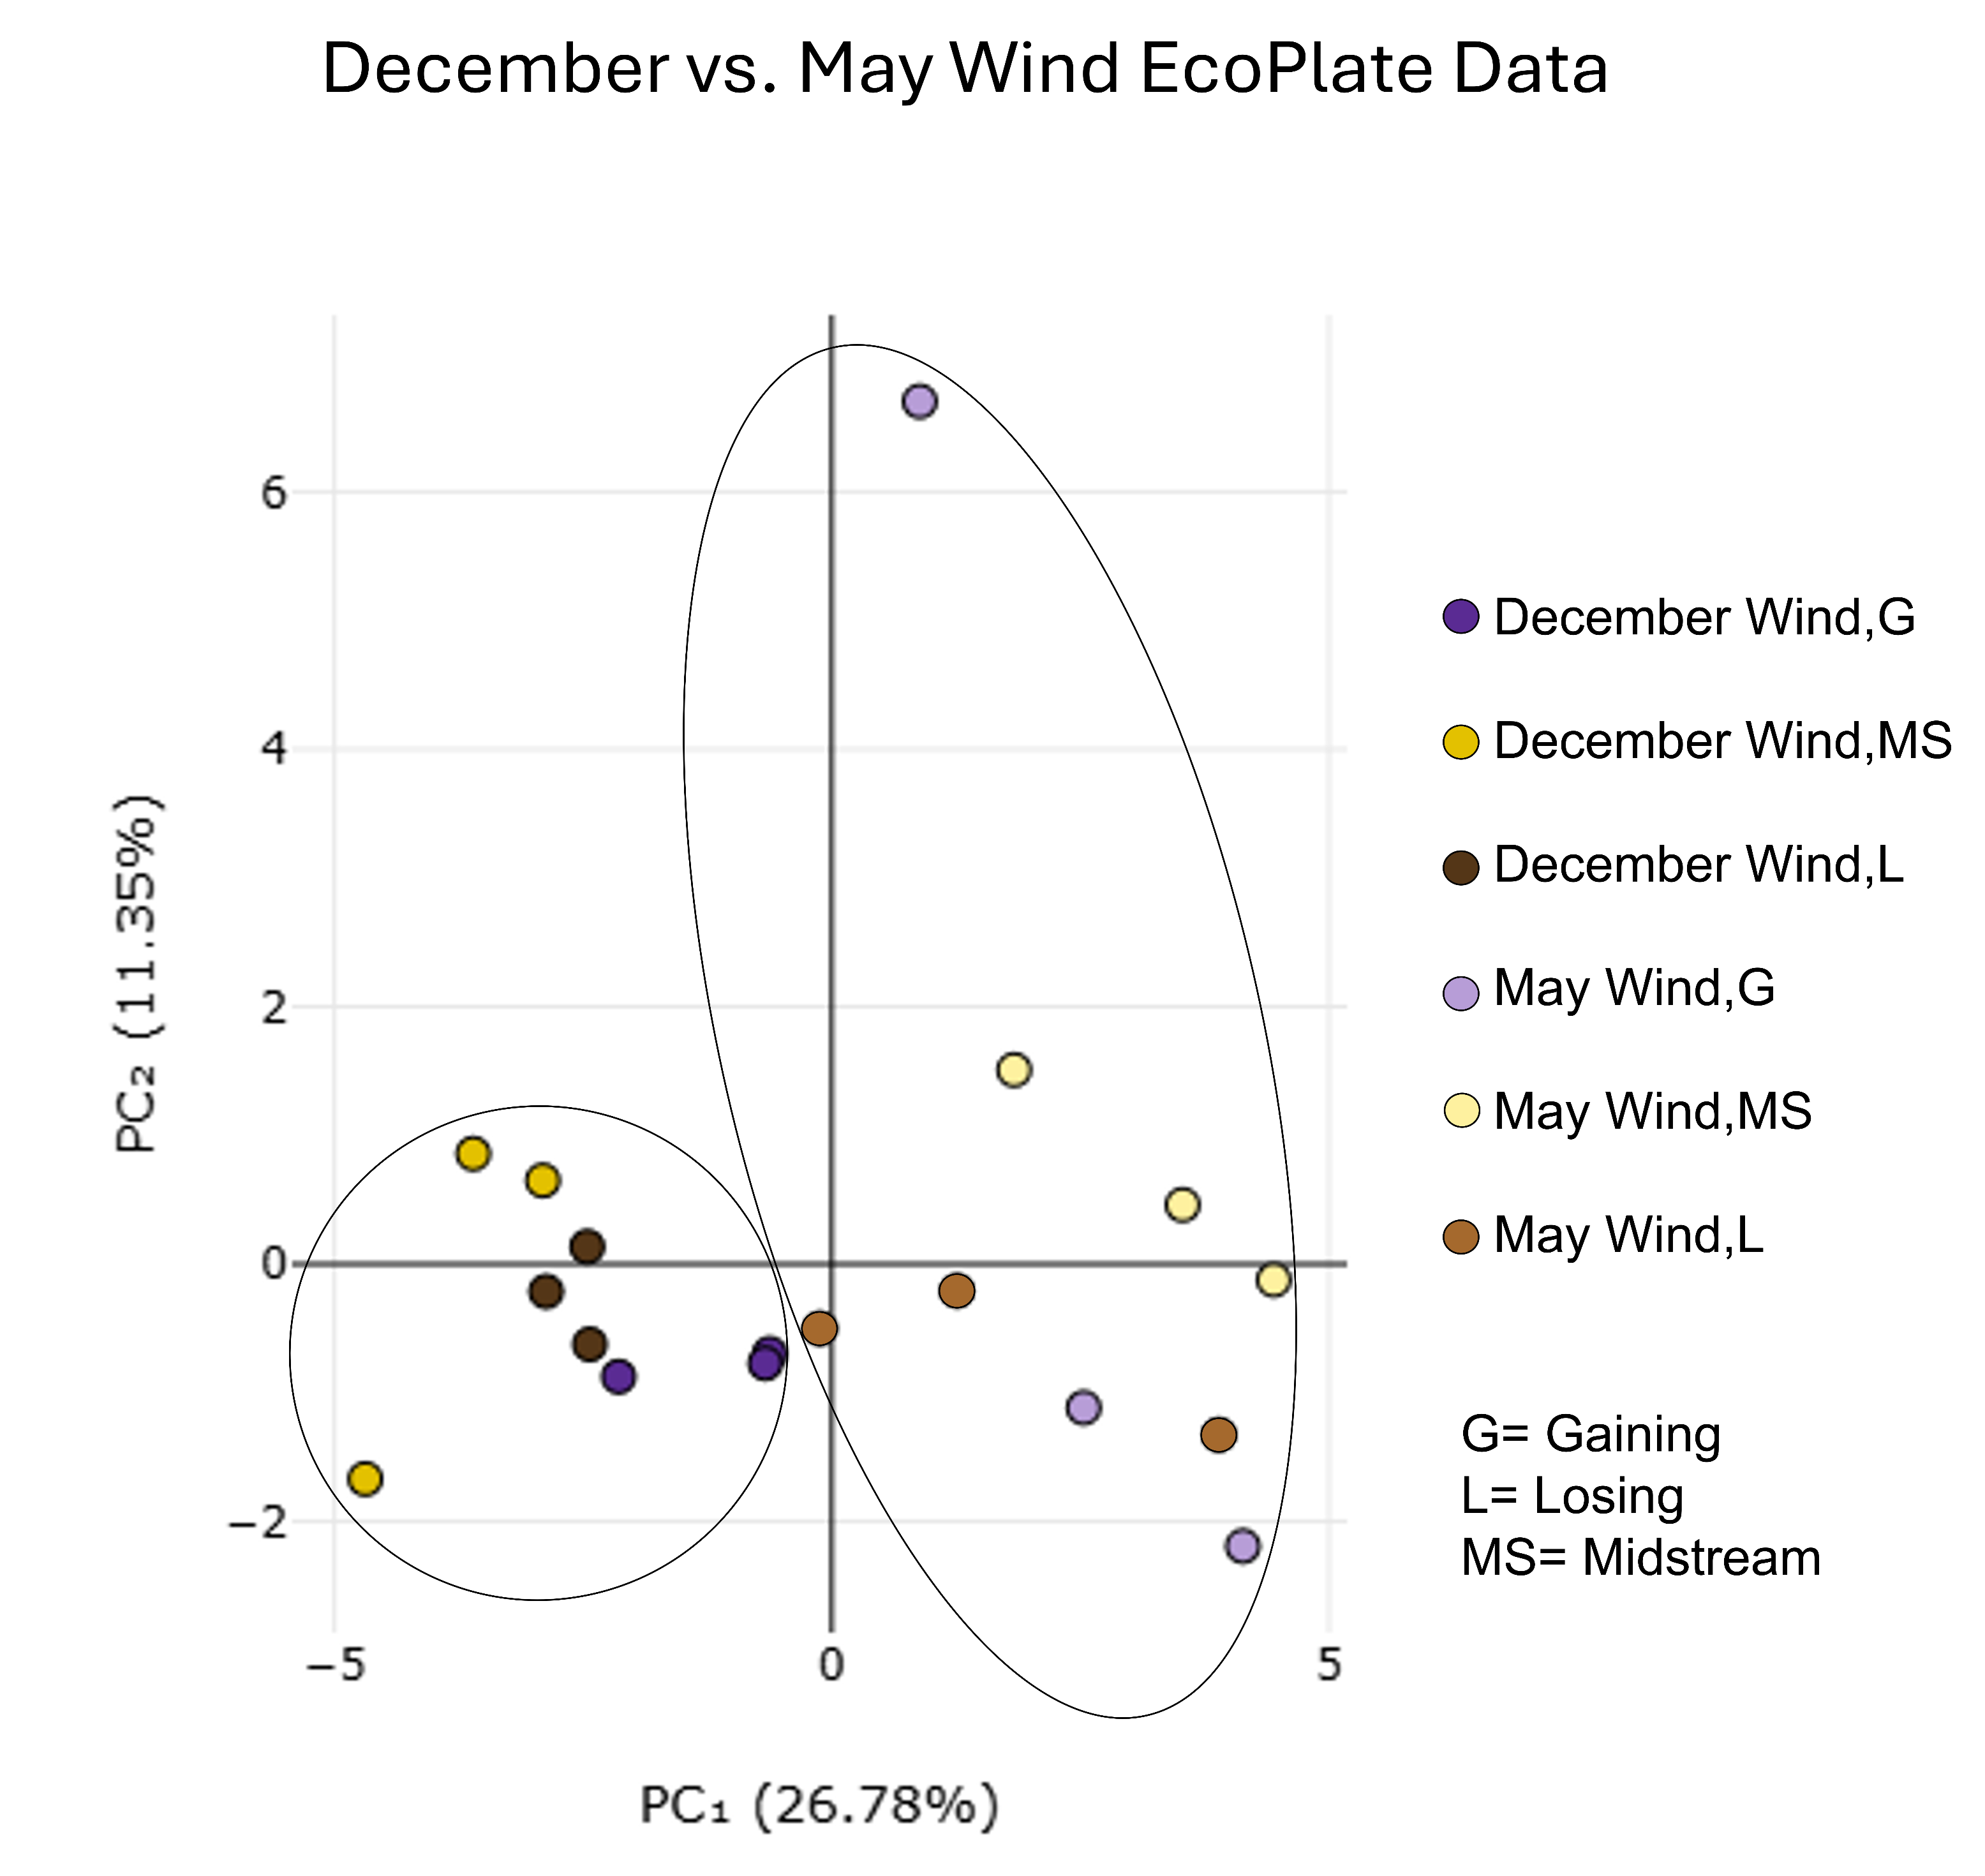 December vs. May Wind EcoPlate Data
6
4
2
0
−2
−5
0
5
PC₂ (11.35%)
PC₁ (26.78%)
December Wind,G
December Wind,MS
December Wind,L
May Wind,G
May Wind,MS
May Wind,L
G= Gaining
L= Losing
MS= Midstream